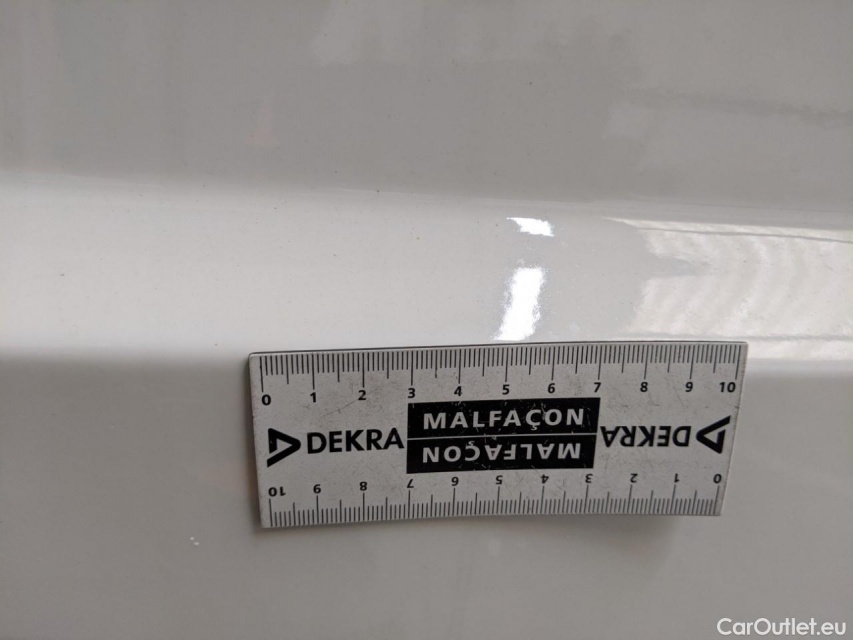 0 1 2 3 4 5 6 7 8 9 10
DEKRA MALFAÇON DEKRA
MALFAÇON
10 9 8 7 6 5 4 3 2 1 0
CarOutlet.eu